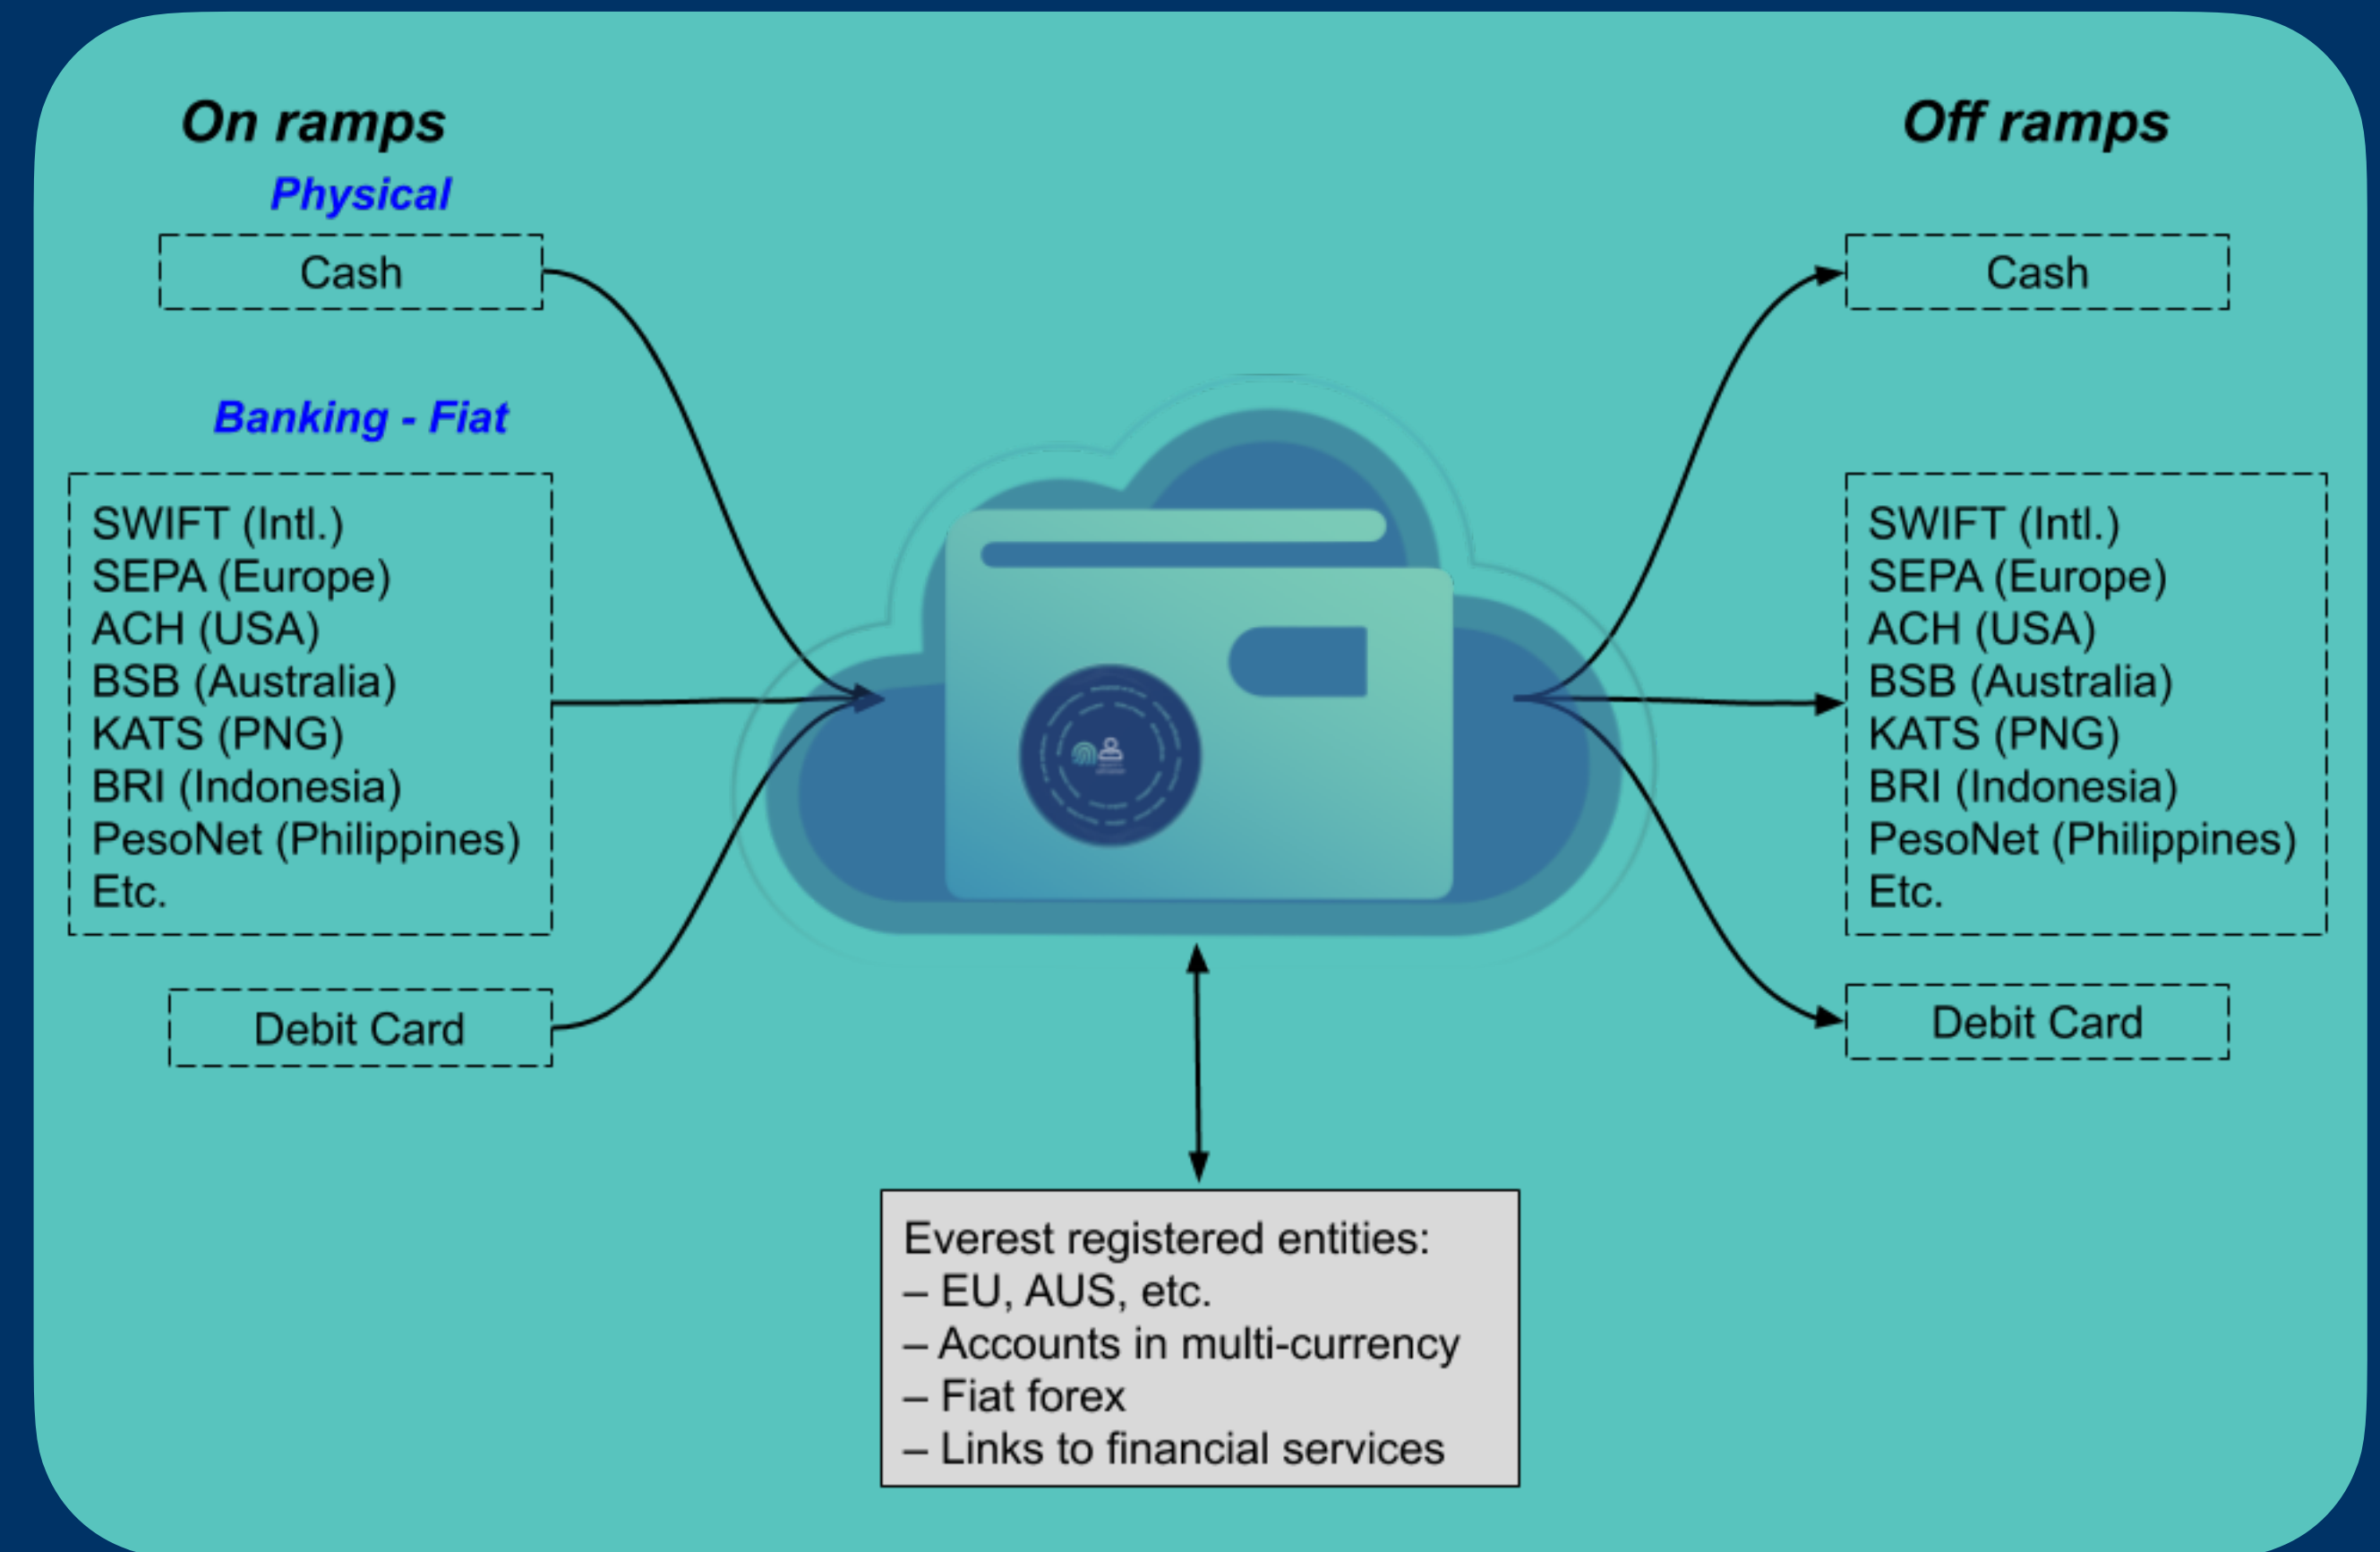 On ramps
Physical
Cash
Banking - Fiat
SWIFT (Intl.)
SEPA (Europe)
ACH (USA)
BSB (Australia)
KATS (PNG)
BRI (Indonesia)
PesoNet (Philippines)
Etc.
Debit Card
Off ramps
Cash
SWIFT (Intl.)
SEPA (Europe)
ACH (USA)
BSB (Australia)
KATS (PNG)
BRI (Indonesia)
PesoNet (Philippines)
Etc.
Debit Card
Everest registered entities:
– EU, AUS, etc.
– Accounts in multi-currency
– Fiat forex
– Links to financial services